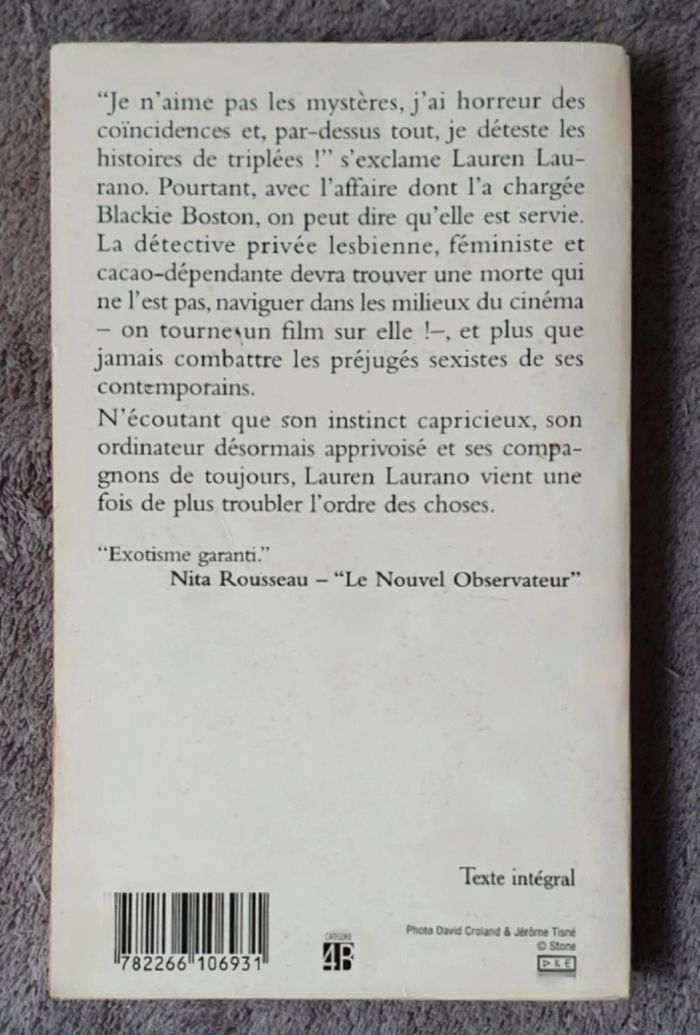 “Je n’aime pas les mystères, j’ai horreur des
coïncidences et, par-dessus tout, je déteste les
histoires de triplées !” s’exclame Lauren Lau-
rano. Pourtant, avec l’affaire dont l’a chargée
Blackie Boston, on peut dire qu’elle est servie.
La détective privée lesbienne, féministe et
cacao-dépendante devra trouver une morte qui
ne l’est pas, naviguer dans les milieux du cinéma
– on tourne un film sur elle !–, et plus que
jamais combattre les préjugés sexistes de ses
contemporains.
N’écoutant que son instinct capricieux, son
ordinateur désormais apprivoisé et ses compa-
gnons de toujours, Lauren Laurano vient une
fois de plus troubler l’ordre des choses.
“Exotisme garanti.”
Nita Rousseau – “Le Nouvel Observateur”
Texte intégral
Photo David Croland & Jérôme Tisné
© Stone
782266 106931
CATÉGORIE
4B
DKE